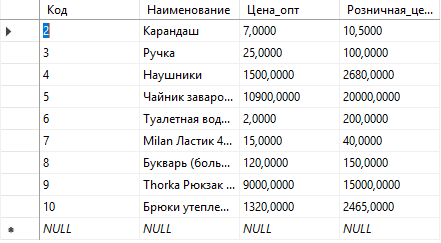 Код Наименование Цена_опт Розничная_це...
2 Карандаш 7,0000 10,5000
3 Ручка 25,0000 100,0000
4 Наушники 1500,0000 2680,0000
5 Чайник заваро... 10900,0000 20000,0000
6 Туалетная вод... 2,0000 200,0000
7 Milan Ластик 4... 15,0000 40,0000
8 Букварь (боль... 120,0000 150,0000
9 Thorka Рюкзак ... 9000,0000 15000,0000
10 Брюки утепле... 1320,0000 2465,0000
NULL NULL NULL NULL